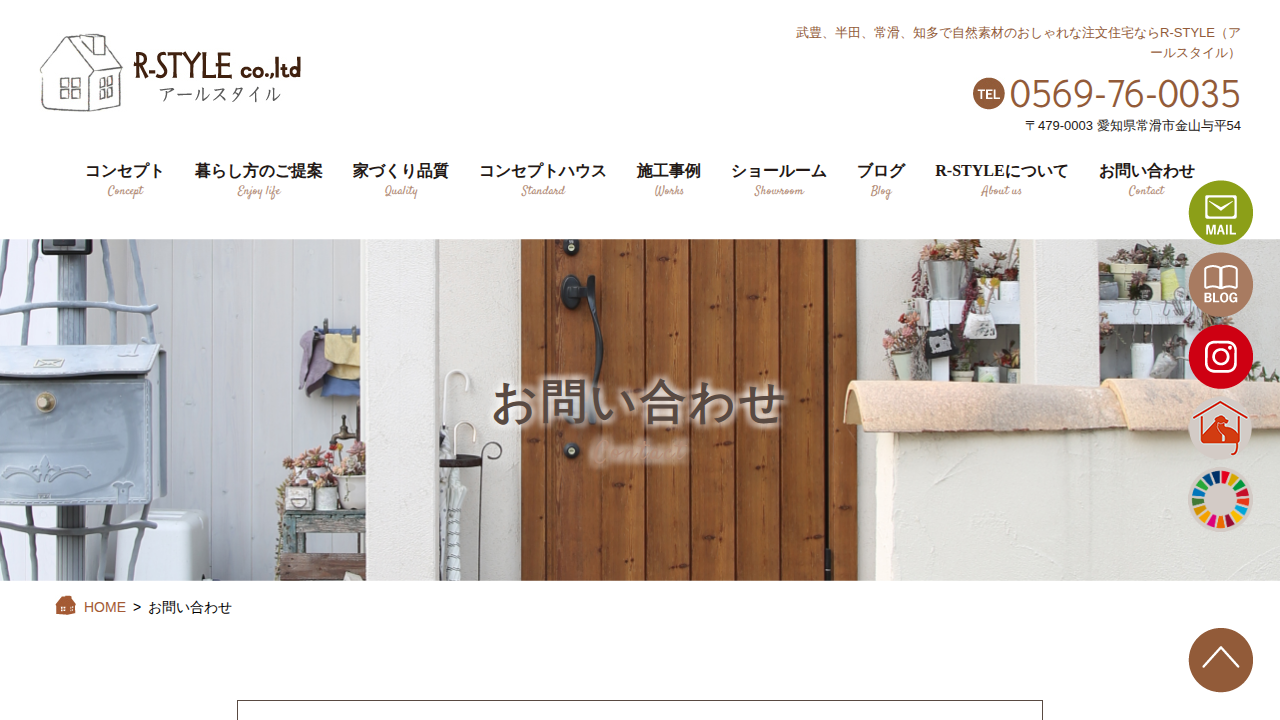 武豊、半田、常滑、知多で自然素材のおしゃれな注文住宅ならR-STYLE（ア
ールスタイル）
R-STYLE co.,ltd
アールスタイル
TEL 0569-76-0035
〒479-0003 愛知県常滑市金山与平54
コンセプト 暮らし方のご提案 家づくり品質 コンセプトハウス 施工事例 ショールーム ブログ R-STYLEについて お問い合わせ
Concept Enjoy life Quality Standard Works Showroom Blog About us Contact
MAIL
BLOG
お問い合わせ
HOME > お問い合わせ